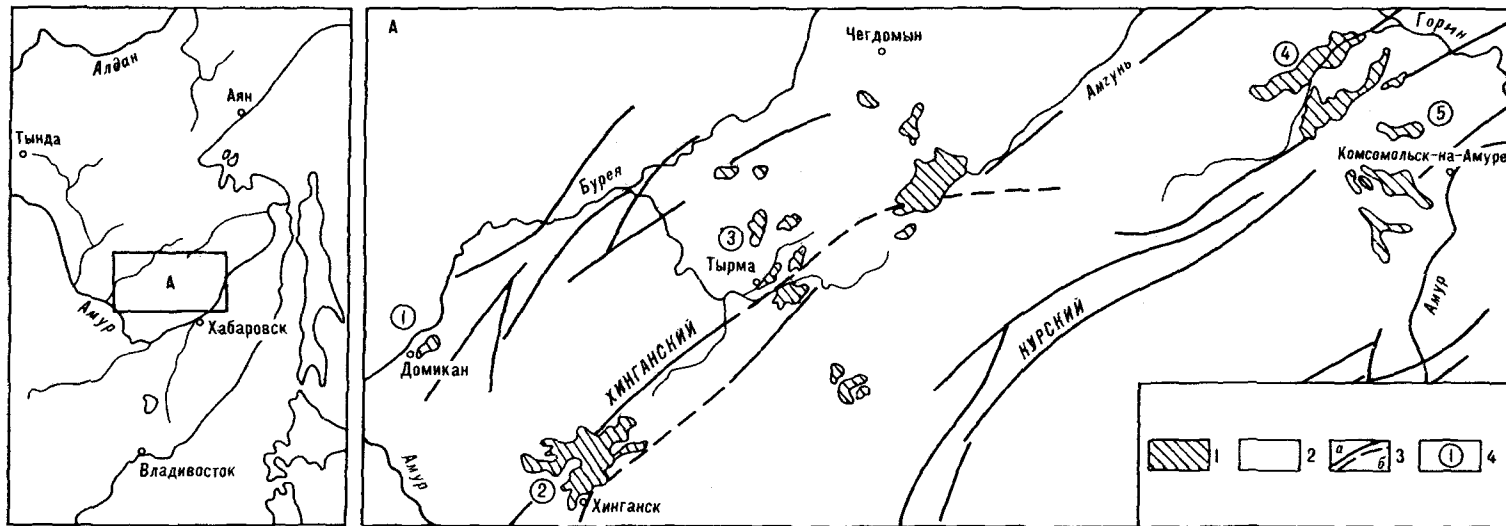 Алдан
Аян
Тында
А
Амур
Хабаровск
Владивосток
А
Чегдомын
Горин
4
Амгунь
5
Комсомольск-на-Амуре
Бурея
3
Тырма
Амур
1
Домикан
ХИНГАНСКИЙ
КУРСКИЙ
Амур
2
Хинганск
1
2
а
б
3
1
4